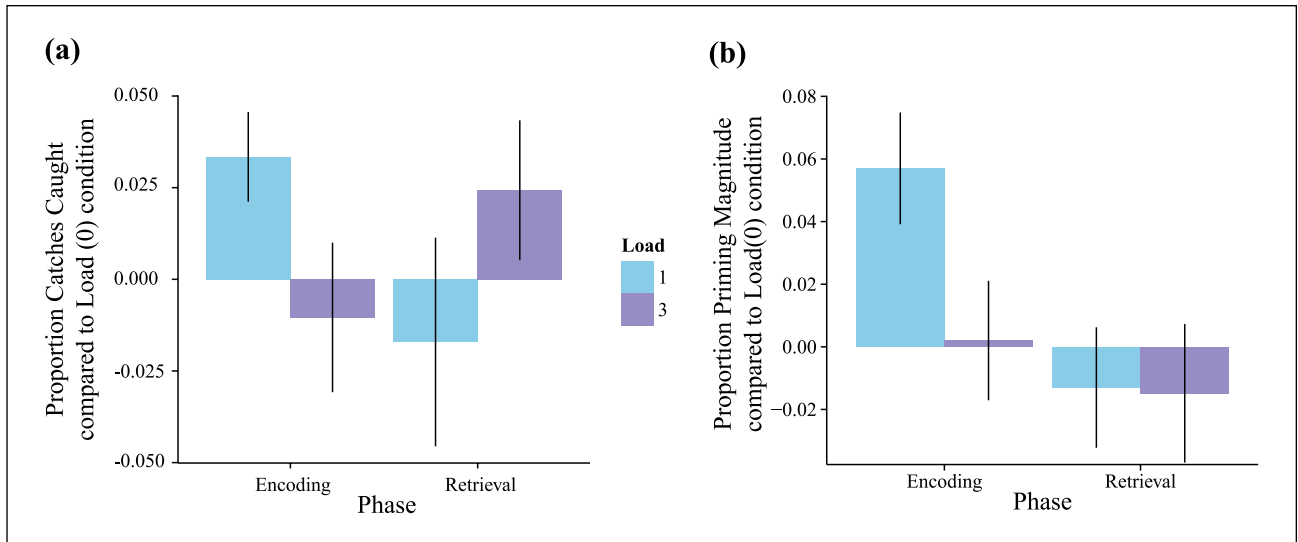 (a)
Proportion Catches Caught
compared to Load (0) condition
0.050
0.025
0.000
-0.025
-0.050
Encoding
Retrieval
Phase
Load
1
3
(b)
Proportion Priming Magnitude
compared to Load(0) condition
0.08
0.06
0.04
0.02
0.00
−0.02
Encoding
Retrieval
Phase